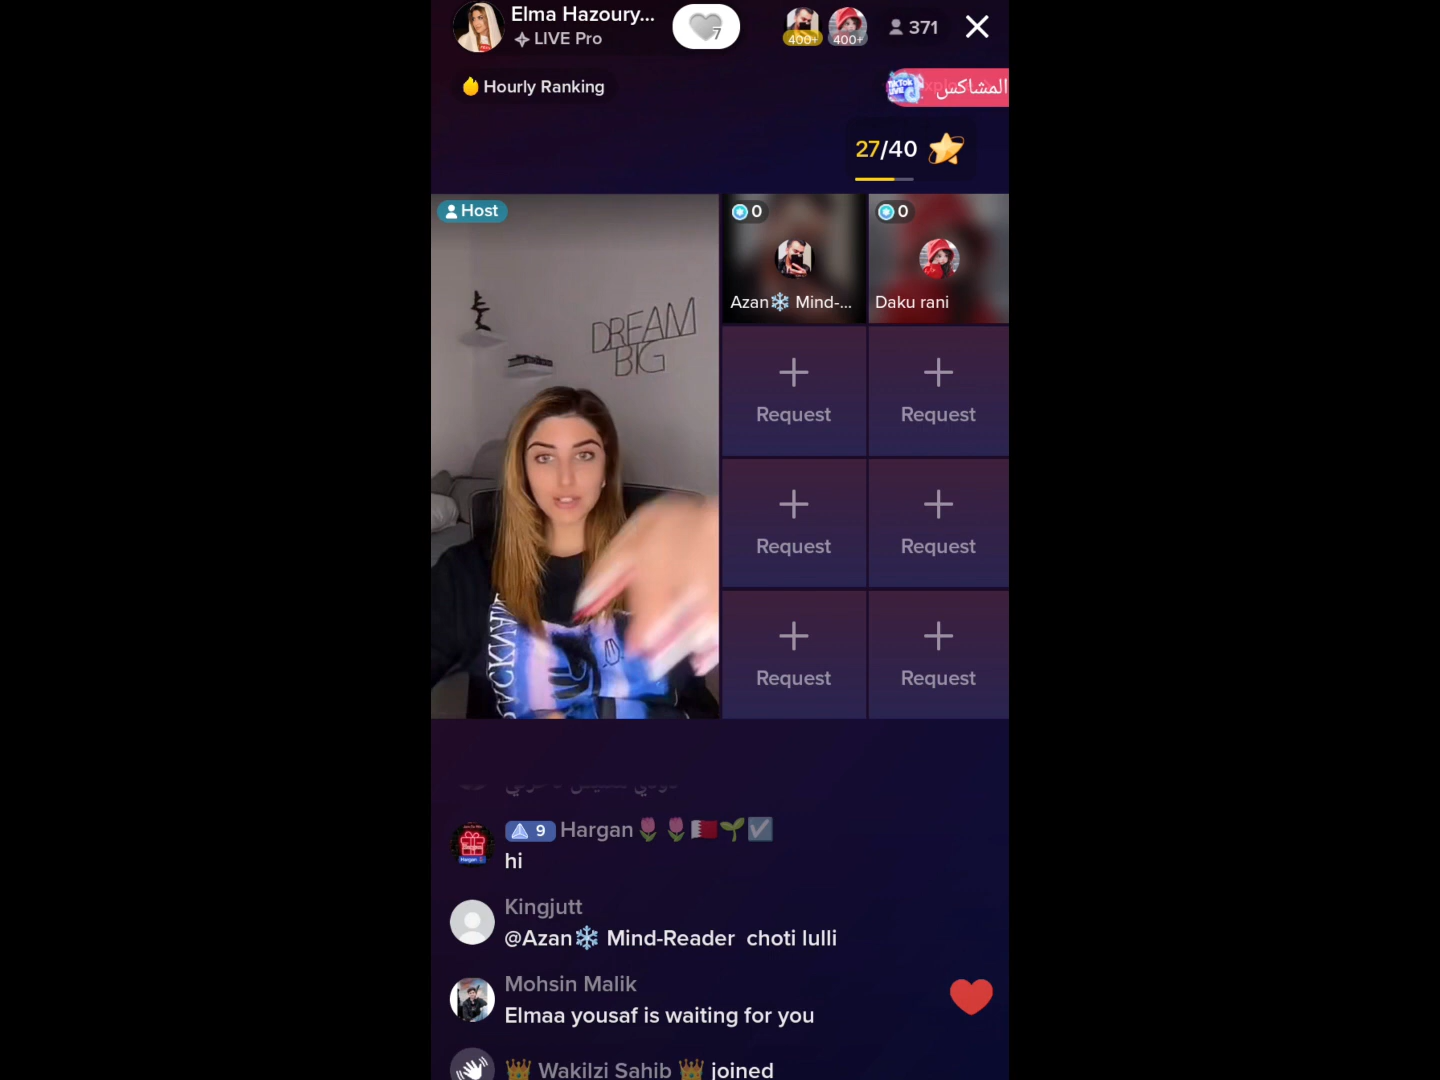 Elma Hazoury...
LIVE Pro
7
400+
400+
371
Hourly Ranking
المشاكس
27/40
Host
0
0
DREAM
BIG
Azan❄️ Mind-...
Daku rani
Request
Request
Request
Request
Request
Request
9 Hargan🌷🌷🇧🇭🌱☑️
hi
Kingjutt
@Azan❄️ Mind-Reader choti lulli
Mohsin Malik
Elmaa yousaf is waiting for you
👑 Wakilzi Sahib 👑 joined